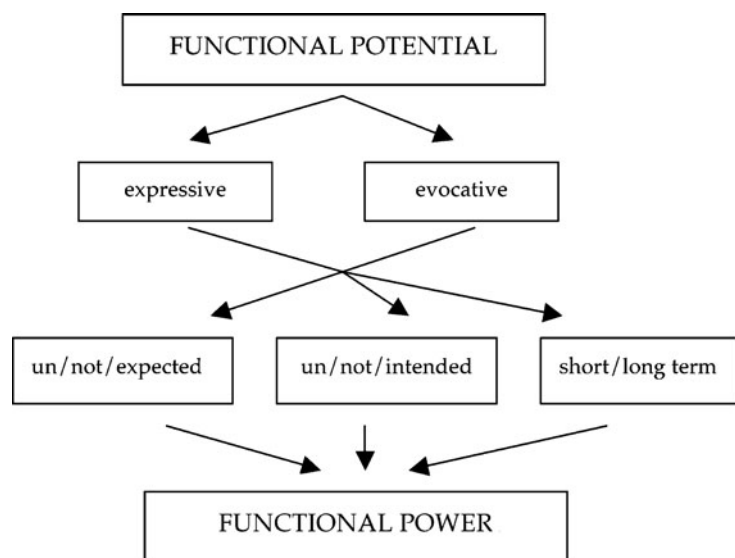 FUNCTIONAL POTENTIAL
expressive
evocative
un/not/expected
un/not/intended
short/long term
FUNCTIONAL POWER